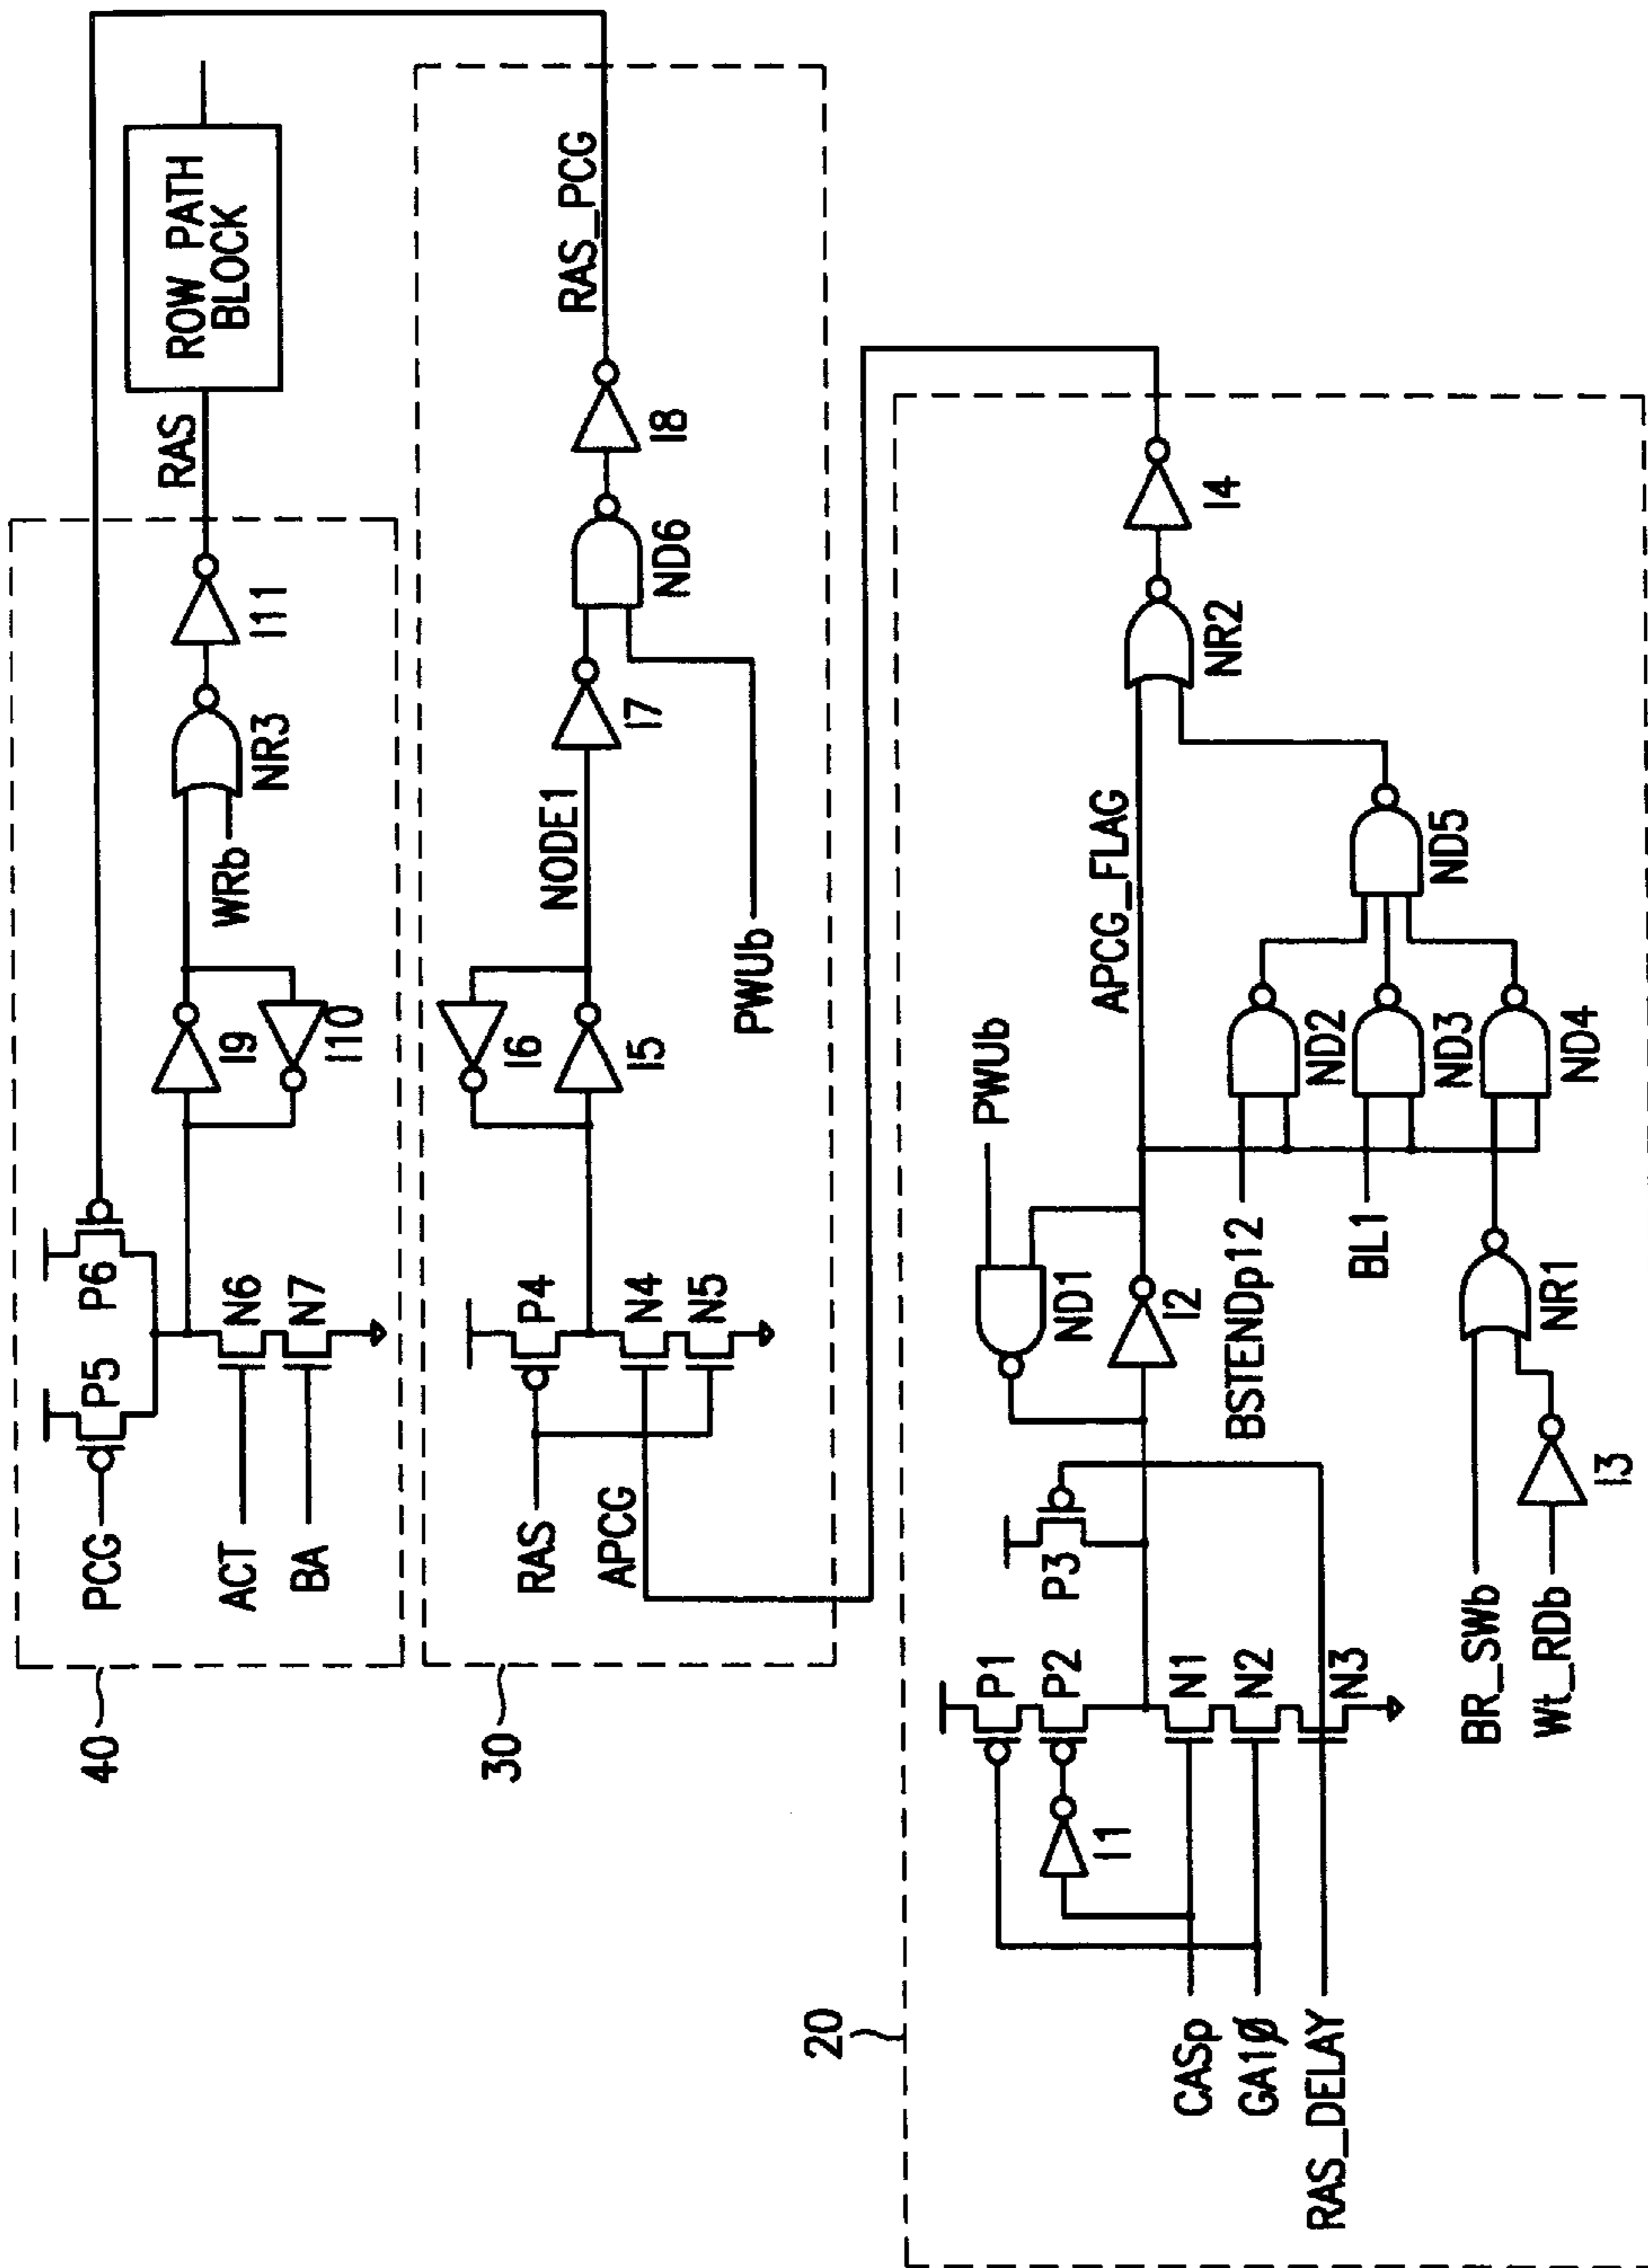 40
PCG
P5
P6
ACT
N6
BA
N7
I9
I10
WRb
NR3
I11
RAS
ROW PATH
BLOCK
30
RAS
P4
APCG
N4
N5
I6
I5
NODE1
PWUb
I7
ND6
I8
RAS_PCG
20
CASp
GA1Ø
RAS_DELAY
I1
P1
P2
N1
N2
N3
P3
BR_SWb
Wt_RDb
I3
NR1
PWUb
ND1
I2
BSTENDp12
BL1
ND2
ND3
ND4
APCG_FLAG
ND5
NR2
I4